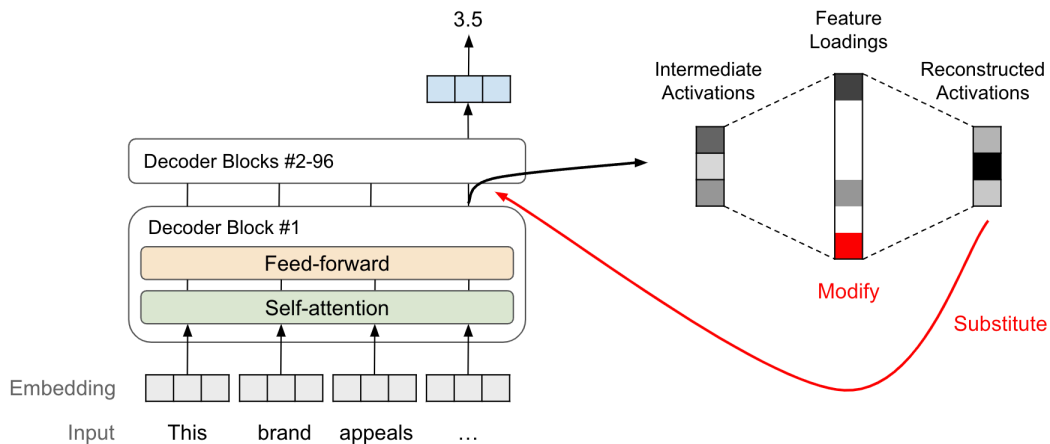 3.5
Feature
Loadings
Intermediate
Activations
Reconstructed
Activations
Decoder Blocks #2-96
Decoder Block #1
Feed-forward
Self-attention
Modify
Substitute
Embedding
Input This brand appeals ...